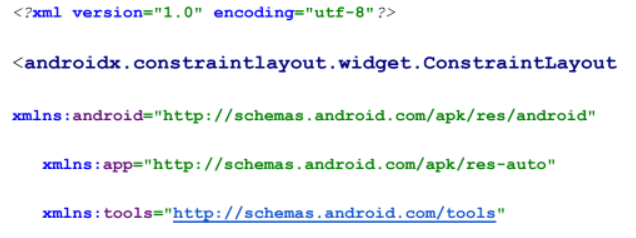 <?xml version="1.0" encoding="utf-8"?>
<androidx.constraintlayout.widget.ConstraintLayout
xmlns:android="http://schemas.android.com/apk/res/android"
xmlns:app="http://schemas.android.com/apk/res-auto"
xmlns:tools="http://schemas.android.com/tools"